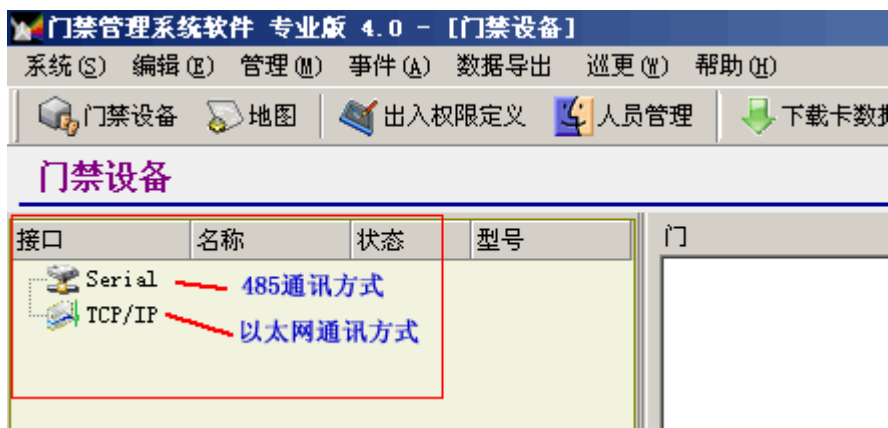 门禁管理系统软件 专业版 4.0 - [门禁设备]
系统(S) 编辑(E) 管理(M) 事件(A) 数据导出 巡更(W) 帮助(H)
门禁设备 地图 出入权限定义 人员管理 下载卡数据
门禁设备
接口 名称 状态 型号 门
Serial 485通讯方式
TCP/IP 以太网通讯方式